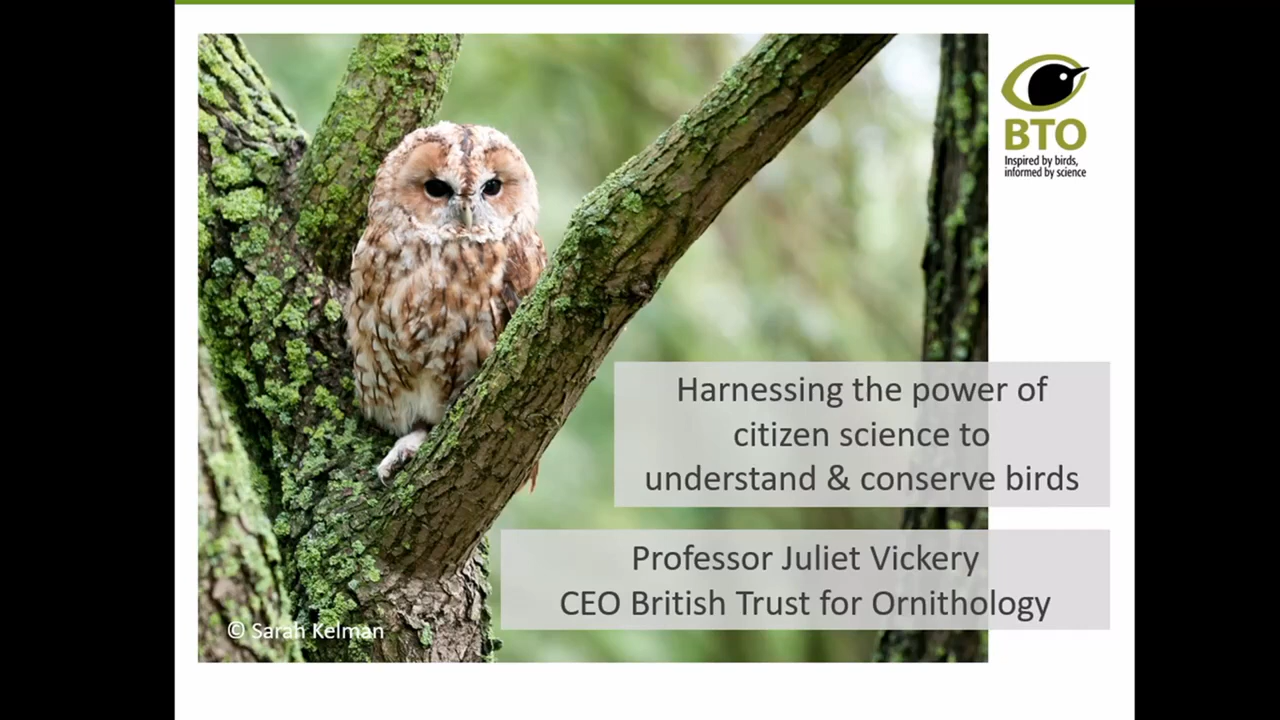 BTO
Inspired by birds,
informed by science
Harnessing the power of
citizen science to
understand & conserve birds
Professor Juliet Vickery
CEO British Trust for Ornithology
© Sarah Kelman